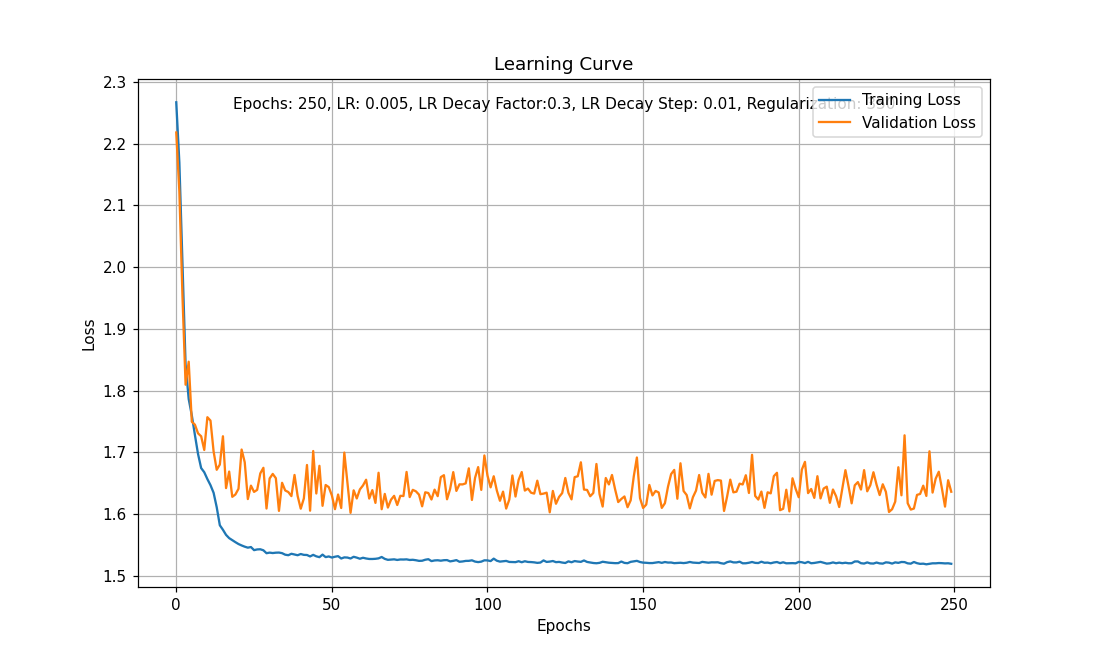 Learning Curve
Epochs: 250, LR: 0.005, LR Decay Factor:0.3, LR Decay Step: 0.01, Regularization:
Training Loss
Validation Loss
2.3
2.2
2.1
2.0
1.9
1.8
1.7
1.6
1.5
Loss
0 50 100 150 200 250
Epochs